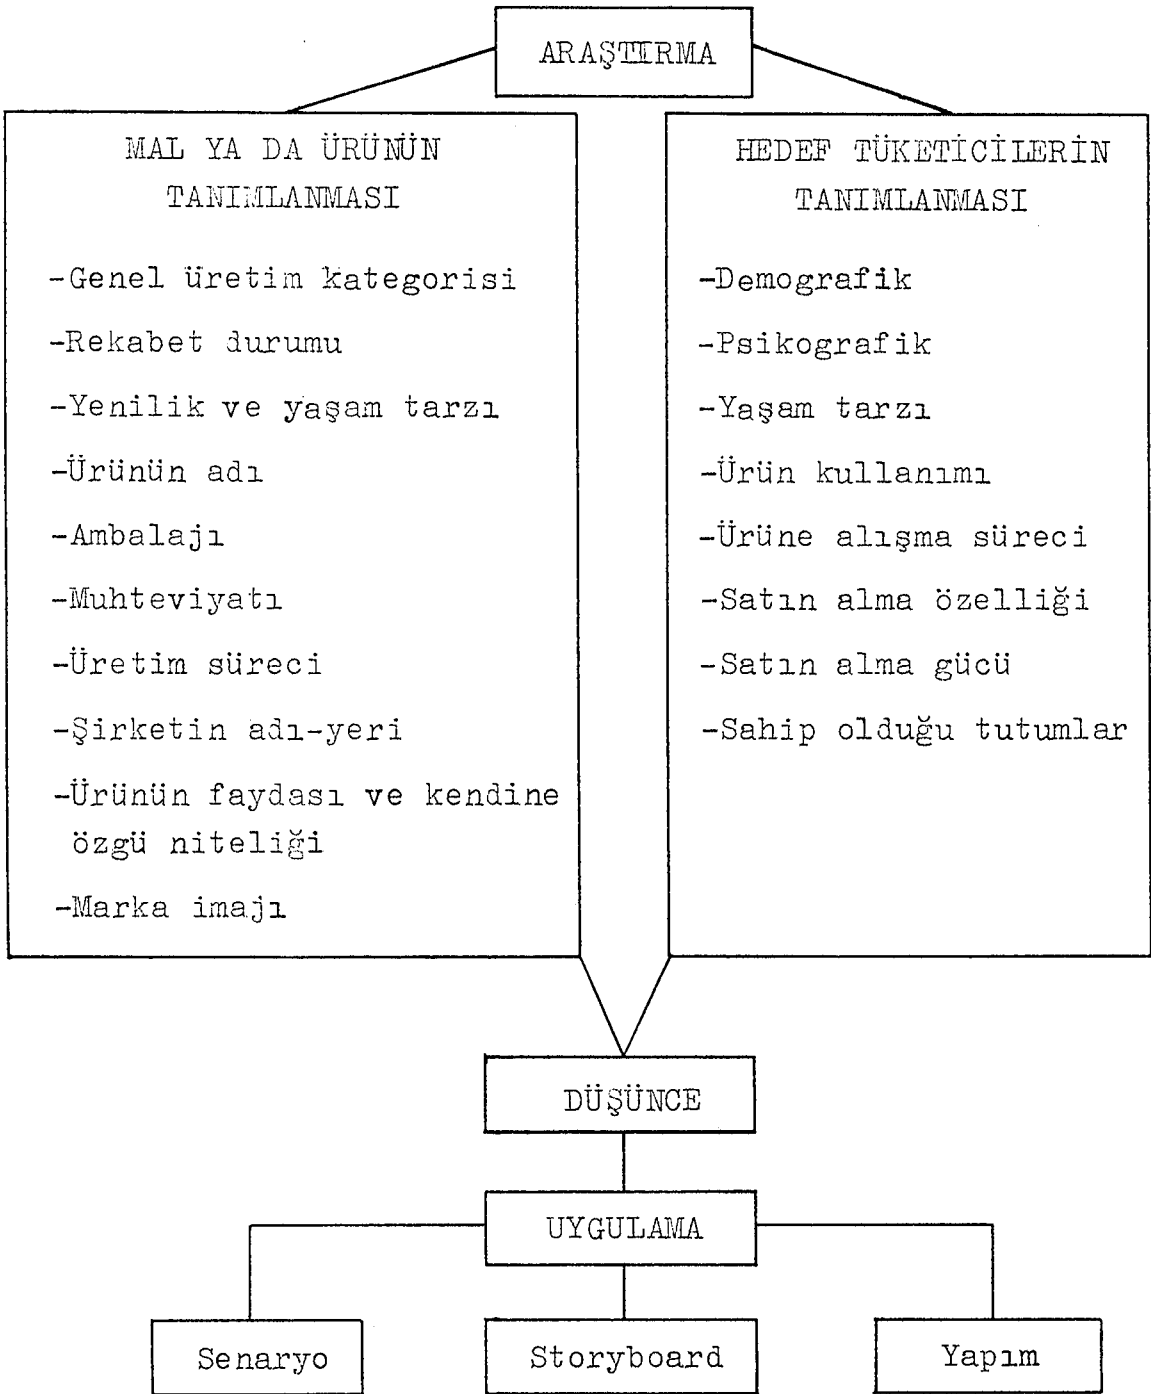 ARAŞTIRMA
MAL YA DA ÜRÜNÜN
TANIMLANMASI
-Genel üretim kategorisi
-Rekabet durumu
-Yenilik ve yaşam tarzı
-Ürünün adı
-Ambalajı
-Muhteviyatı
-Üretim süreci
-Şirketin adı-yeri
-Ürünün faydası ve kendine
özgü niteliği
-Marka imajı
HEDEF TÜKETİCİLERİN
TANIMLANMASI
-Demografik
-Psikografik
-Yaşam tarzı
-Ürün kullanımı
-Ürüne alışma süreci
-Satın alma özelliği
-Satın alma gücü
-Sahip olduğu tutumlar
DÜŞÜNCE
UYGULAMA
Senaryo
Storyboard
Yapım